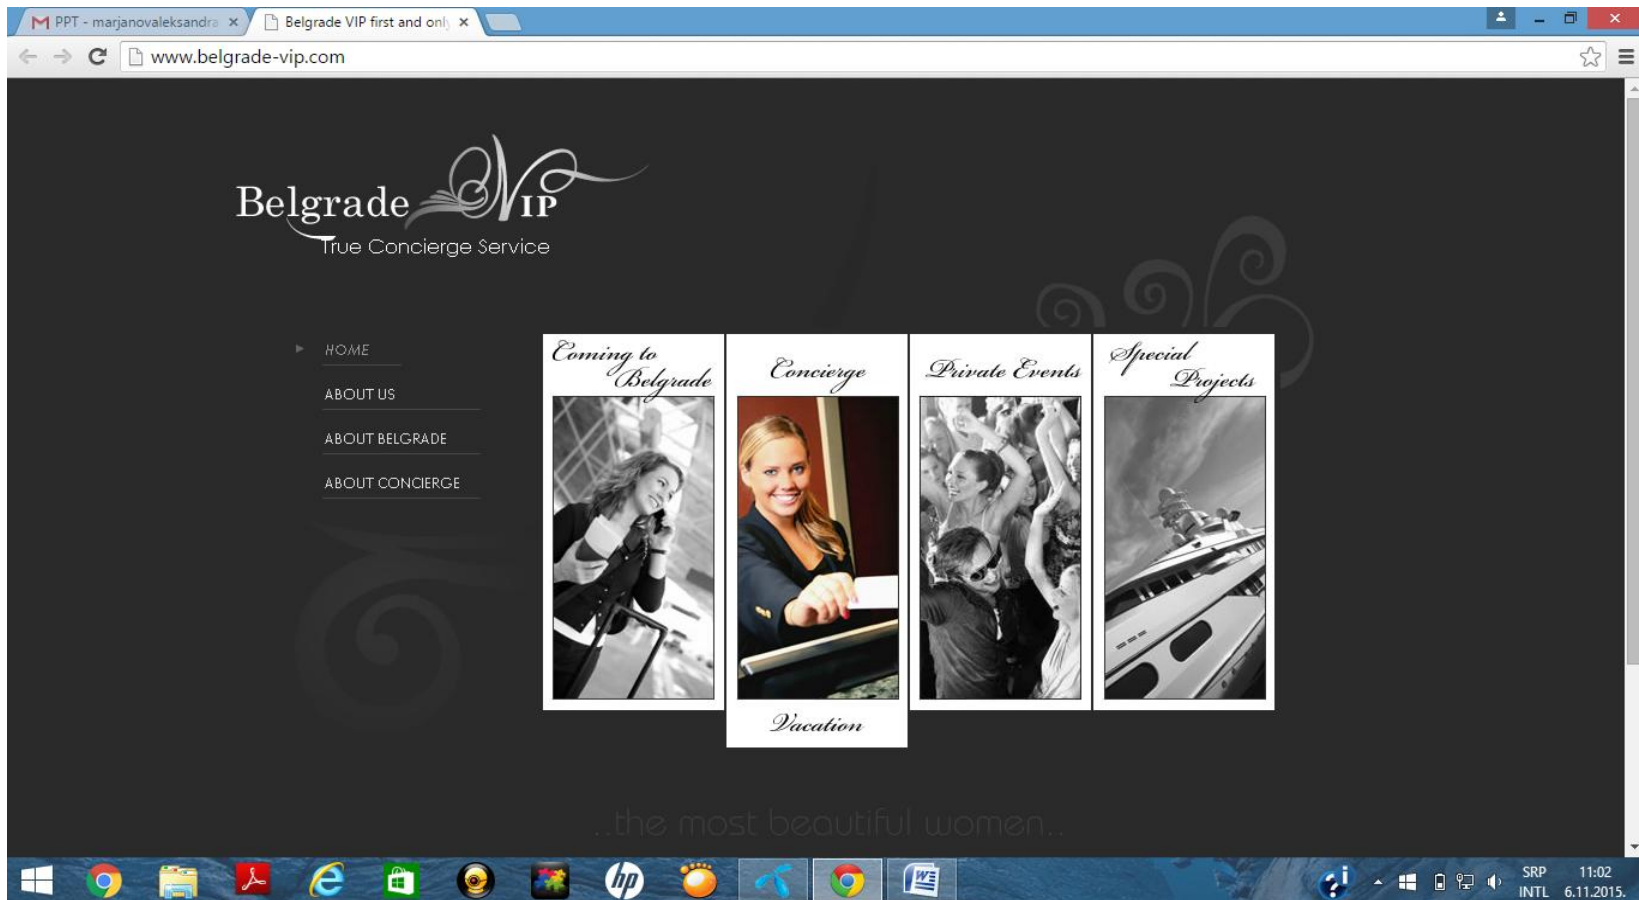 PPT - marjanovaleksandra
Belgrade VIP first and only
www.belgrade-vip.com
Belgrade VIP
True Concierge Service
HOME
ABOUT US
ABOUT BELGRADE
ABOUT CONCIERGE
Coming to
Belgrade
Concierge
Vacation
Private Events
Special
Projects
..the most beautiful women..
hp
SRP
INTL
11:02
6.11.2015.